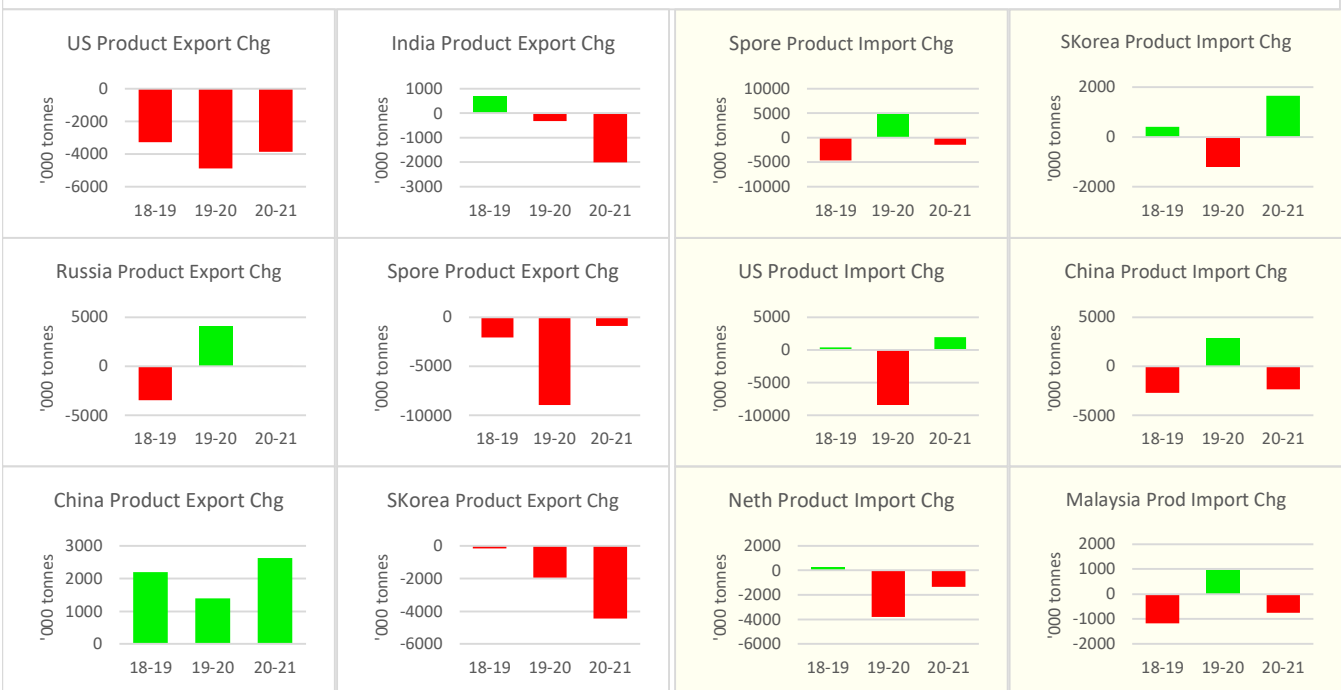 US Product Export Chg
'000 tonnes
0
-2000
-4000
-6000
18-19 19-20 20-21
India Product Export Chg
'000 tonnes
1000
0
-1000
-2000
-3000
18-19 19-20 20-21
Spore Product Import Chg
'000 tonnes
10000
5000
0
-5000
-10000
18-19 19-20 20-21
SKorea Product Import Chg
'000 tonnes
2000
0
-2000
18-19 19-20 20-21
Russia Product Export Chg
'000 tonnes
5000
0
-5000
18-19 19-20 20-21
Spore Product Export Chg
'000 tonnes
0
-5000
-10000
18-19 19-20 20-21
US Product Import Chg
'000 tonnes
5000
0
-5000
-10000
18-19 19-20 20-21
China Product Import Chg
'000 tonnes
5000
0
-5000
18-19 19-20 20-21
China Product Export Chg
'000 tonnes
3000
2000
1000
0
18-19 19-20 20-21
SKorea Product Export Chg
'000 tonnes
0
-2000
-4000
-6000
18-19 19-20 20-21
Neth Product Import Chg
'000 tonnes
2000
0
-2000
-4000
-6000
18-19 19-20 20-21
Malaysia Prod Import Chg
'000 tonnes
2000
1000
0
-1000
-2000
18-19 19-20 20-21